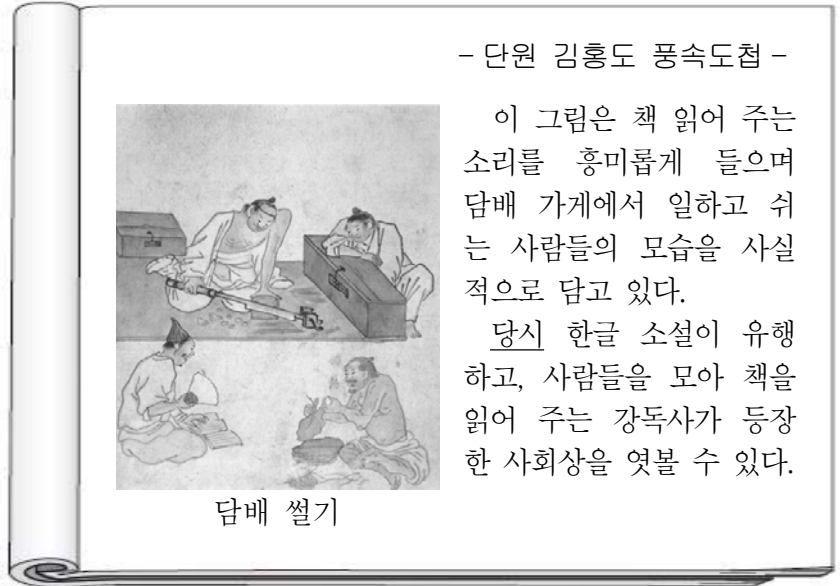 – 단원 김홍도 풍속도첩 –
이 그림은 책 읽어 주는
소리를 흥미롭게 들으며
담배 가게에서 일하고 쉬
는 사람들의 모습을 사실
적으로 담고 있다.
당시 한글 소설이 유행
하고, 사람들을 모아 책을
읽어 주는 강독사가 등장
한 사회상을 엿볼 수 있다.
담배 썰기